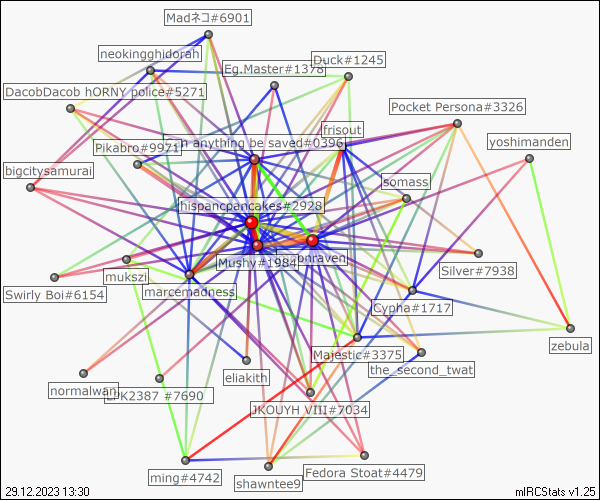 Madネコ#6901
neokingghidorah
Duck#1245
Eg.Master#1378
DacobDacob hORNY police#5271
Pocket Persona#3326
frisout
n anything be saved#0396
yoshimanden
Pikabro#9971
bigcitysamurai
somass
hispancpancakes#2928
Mushy#1984
onraven
mukszi
Silver#7938
marcemadness
Swirly Boi#6154
Cypha#1717
zebula
Majestic#3375
the_second_twat
eliakith
normalwan
K2387 #7690
JKOUYH VIII#7034
ming#4742
shawntee9
Fedora Stoat#4479
29.12.2023 13:30
mIRCStats v1.25